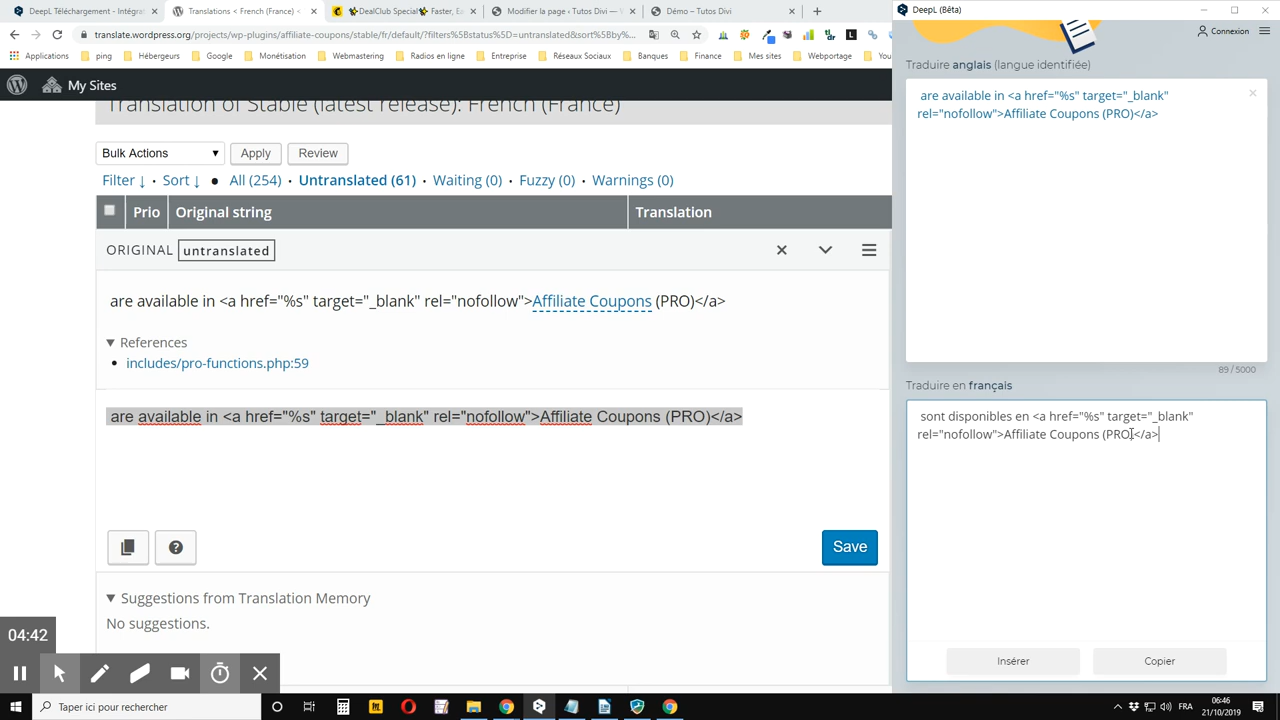 DeepL Téléchargement - Intégrat
Translations < French (France) <
DealClub Special⚡Faster, Ea
Modifier la page ‹ Tutos Divi — V
Démo – Tutos Divi
translate.wordpress.org/projects/wp-plugins/affiliate-coupons/stable/fr/default/?filters%5Bstatus%5D=untranslated&sort%5Bby%...
Applications
ping
Google
Monétisation
Hébergements
Webmarketing
Radios en ligne
Entreprise
Réseaux Sociaux
Banques
Finance
Mes sites
Webportage
Yout
My Sites
Translation of Stable (latest release): French (France)
Bulk Actions
Apply
Review
Filter ↓ • Sort ↓ • All (254) • Untranslated (61) • Waiting (0) • Fuzzy (0) • Warnings (0)
Prio
Original string
Translation
ORIGINAL untranslated
are available in <a href="%s" target="_blank" rel="nofollow">Affiliate Coupons (PRO)</a>
▼ References
• includes/pro-functions.php:59
are available in <a href="%s" target="_blank" rel="nofollow">Affiliate Coupons (PRO)</a>
Save
▼ Suggestions from Translation Memory
No suggestions.
04:42
DeepL (Bêta)
Connexion
Traduire anglais (langue identifiée)
are available in <a href="%s" target="_blank"
rel="nofollow">Affiliate Coupons (PRO)</a>
89 / 5000
Traduire en français
sont disponibles en <a href="%s" target="_blank"
rel="nofollow">Affiliate Coupons (PRO)</a>
Insérer
Copier
Taper ici pour rechercher
FRA
06:46
21/10/2019